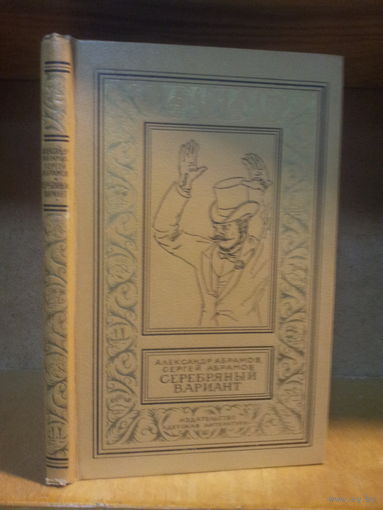 АЛЕКСАНДР АБРАМОВ
СЕРГЕЙ АБРАМОВ
СЕРЕБРЯНЫЙ
ВАРИАНТ
ИЗДАТЕЛЬСТВО
ДЕТСКАЯ ЛИТЕРАТУРА